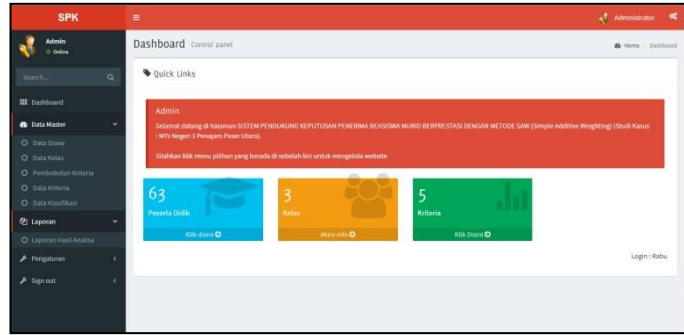 SPK
Administrator
Admin
Online
Search...
Dashboard
Data Master
Data Siswa
Data Kelas
Pembobotan Kriteria
Data Kriteria
Data Klasifikasi
Laporan
Laporan Hasil Analisa
Pengaturan
Sign out
Dashboard Control panel
Home Dashboard
Quick Links
Admin
Selamat datang di halaman SISTEM PENDUKUNG KEPUTUSAN PENERIMA BEASISWA MURID BERPRESTASI DENGAN METODE SAW (Simple Additive Weighting) (Studi Kasus
: MTs Negeri 1 Penajam Paser Utara).
Silahkan klik menu pilihan yang berada di sebelah kiri untuk mengelola website
63
Peserta Didik
Klik disini
3
Kelas
More info
5
Kriteria
Klik Disini
Login : Rabu